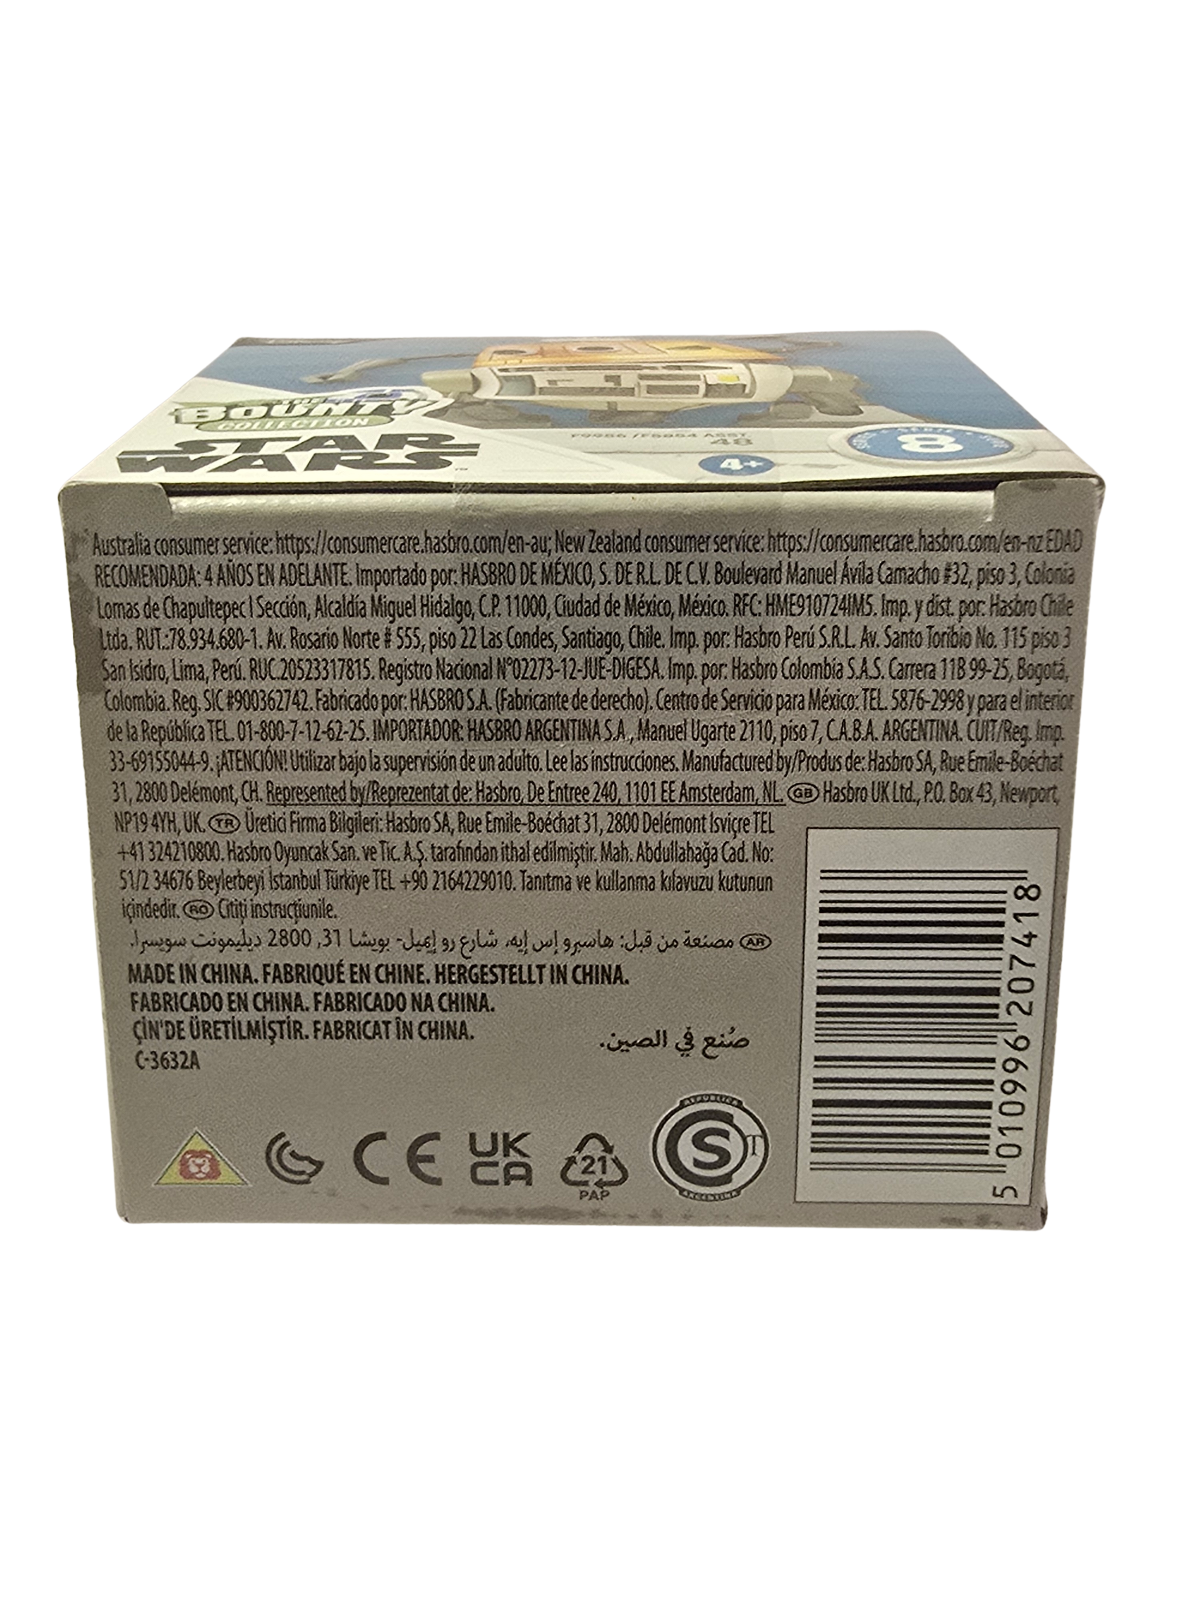 THE
BOUNTY
COLLECTION
STAR
WARS™
F9986 /F5854 ASST.
48
4+
SERIE
8
Australia consumer service: https://consumercare.hasbro.com/en-au; New Zealand consumer service: https://consumercare.hasbro.com/en-nz EDAD
RECOMENDADA: 4 AÑOS EN ADELANTE. Importado por: HASBRO DE MÉXICO, S. DE R.L. DE C.V. Boulevard Manuel Ávila Camacho #32, piso 3, Colonia
Lomas de Chapultepec I Sección, Alcaldía Miguel Hidalgo, C.P. 11000, Ciudad de México, México. RFC: HME910724IM5. Imp. y dist. por: Hasbro Chile
Ltda. RUT.:78.934.680-1. Av. Rosario Norte # 555, piso 22 Las Condes, Santiago, Chile. Imp. por: Hasbro Perú S.R.L. Av. Santo Toribio No. 115 piso 3
San Isidro, Lima, Perú. RUC.20523317815. Registro Nacional N°02273-12-JUE-DIGESA. Imp. por: Hasbro Colombia S.A.S. Carrera 11B 99-25, Bogotá,
Colombia. Reg. SIC #900362742. Fabricado por: HASBRO S.A. (Fabricante de derecho). Centro de Servicio para México: TEL. 5876-2998 y para el interior
de la República TEL. 01-800-7-12-62-25. IMPORTADOR: HASBRO ARGENTINA S.A., Manuel Ugarte 2110, piso 7, C.A.B.A. ARGENTINA. CUIT/Reg. Imp.
33-69155044-9. ¡ATENCIÓN! Utilizar bajo la supervisión de un adulto. Lee las instrucciones. Manufactured by/Produs de: Hasbro SA, Rue Emile-Boéchat
31, 2800 Delémont, CH. Represented by/Reprezentat de: Hasbro, De Entree 240, 1101 EE Amsterdam, NL. GB Hasbro UK Ltd., P.O. Box 43, Newport,
NP19 4YH, UK. TR Üretici Firma Bilgileri: Hasbro SA, Rue Emile-Boéchat 31, 2800 Delémont İsviçre TEL
+41 324210800. Hasbro Oyuncak San. ve Tic. A.Ş. tarafından ithal edilmiştir. Mah. Abdullahağa Cad. No:
51/2 34676 Beylerbeyi İstanbul Türkiye TEL +90 2164229010. Tanıtma ve kullanma kılavuzu kutunun
içindedir. RO Citiți instrucțiunile.
AR مصنعة من قبل: هاسبرو إس إيه، شارع رو إميل- بويشا 31, 2800 ديليمونت سويسرا.
MADE IN CHINA. FABRIQUÉ EN CHINE. HERGESTELLT IN CHINA.
FABRICADO EN CHINA. FABRICADO NA CHINA.
ÇİN'DE ÜRETİLMİŞTİR. FABRICAT ÎN CHINA.
صُنع في الصين.
C-3632A
CE
UK
CA
21
PAP
REPUBLICA
S
T
ARGENTINA
5 010996 207418